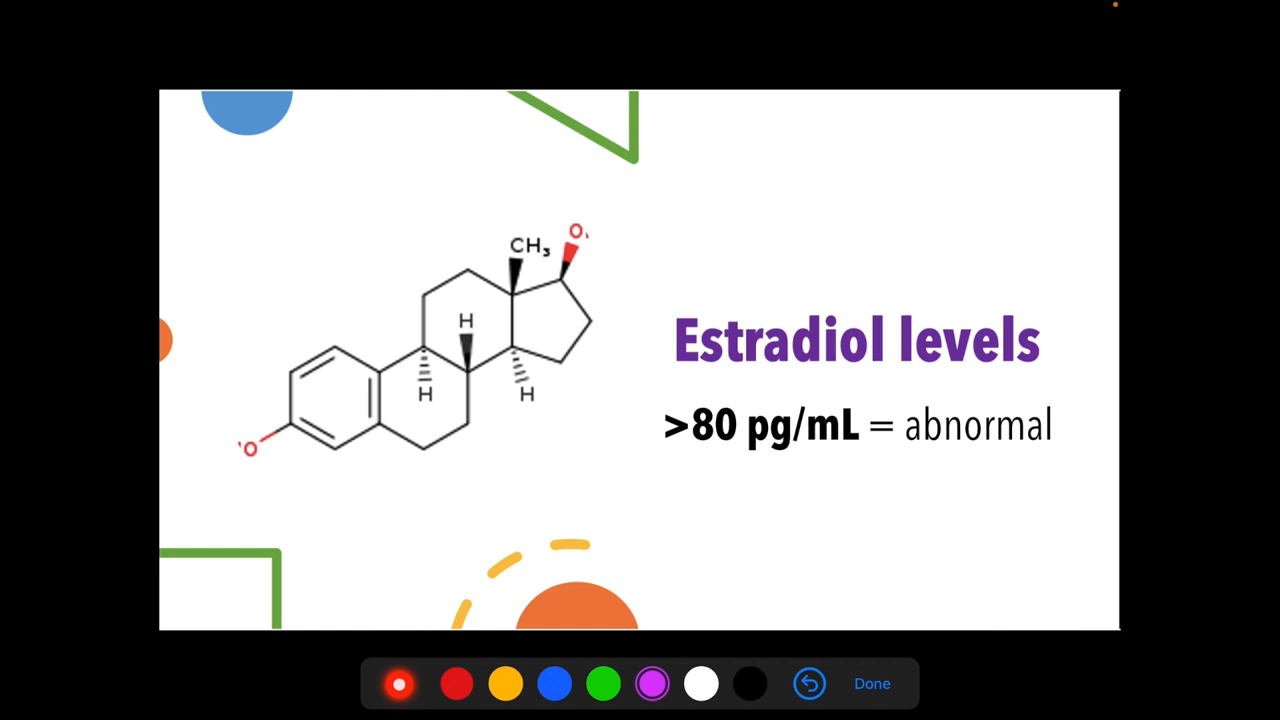 CH₃
O
H
H
H
O
Estradiol levels
>80 pg/mL = abnormal
Done